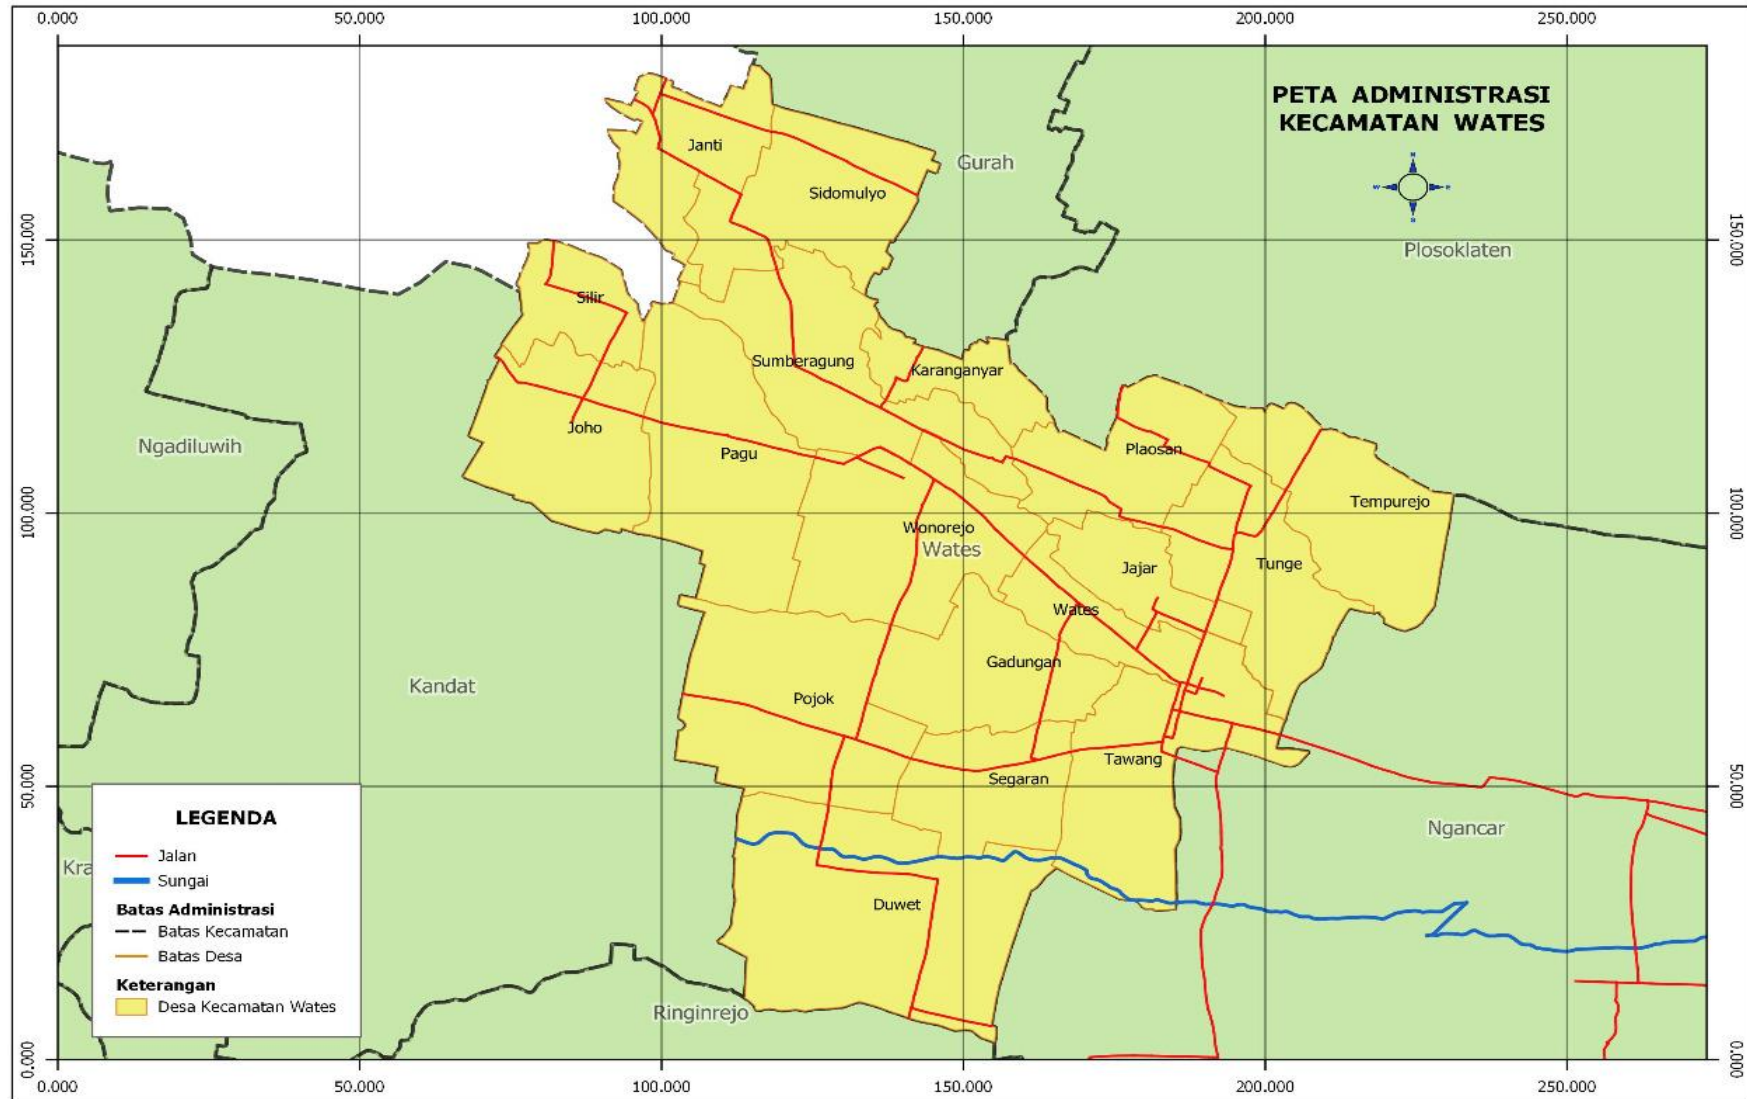 0.000 50.000 100.000 150.000 200.000 250.000
PETA ADMINISTRASI
KECAMATAN WATES
Janti
Gurah
Sidomulyo
150.000
150.000
Plosoklaten
Silir
Sumberagung
Karanganyar
Joho
Ngadiluwih
Pagu
Plaosan
Tempurejo
100.000
100.000
Wonorejo
Wates
Jajar
Tunge
Wates
Gadungan
Kandat
Pojok
Tawang
Segaran
50.000
50.000
Ngancar
Kra
LEGENDA
Jalan
Sungai
Batas Administrasi
Batas Kecamatan
Batas Desa
Keterangan
Desa Kecamatan Wates
Duwet
Ringinrejo
0.000
0.000
0.000 50.000 100.000 150.000 200.000 250.000